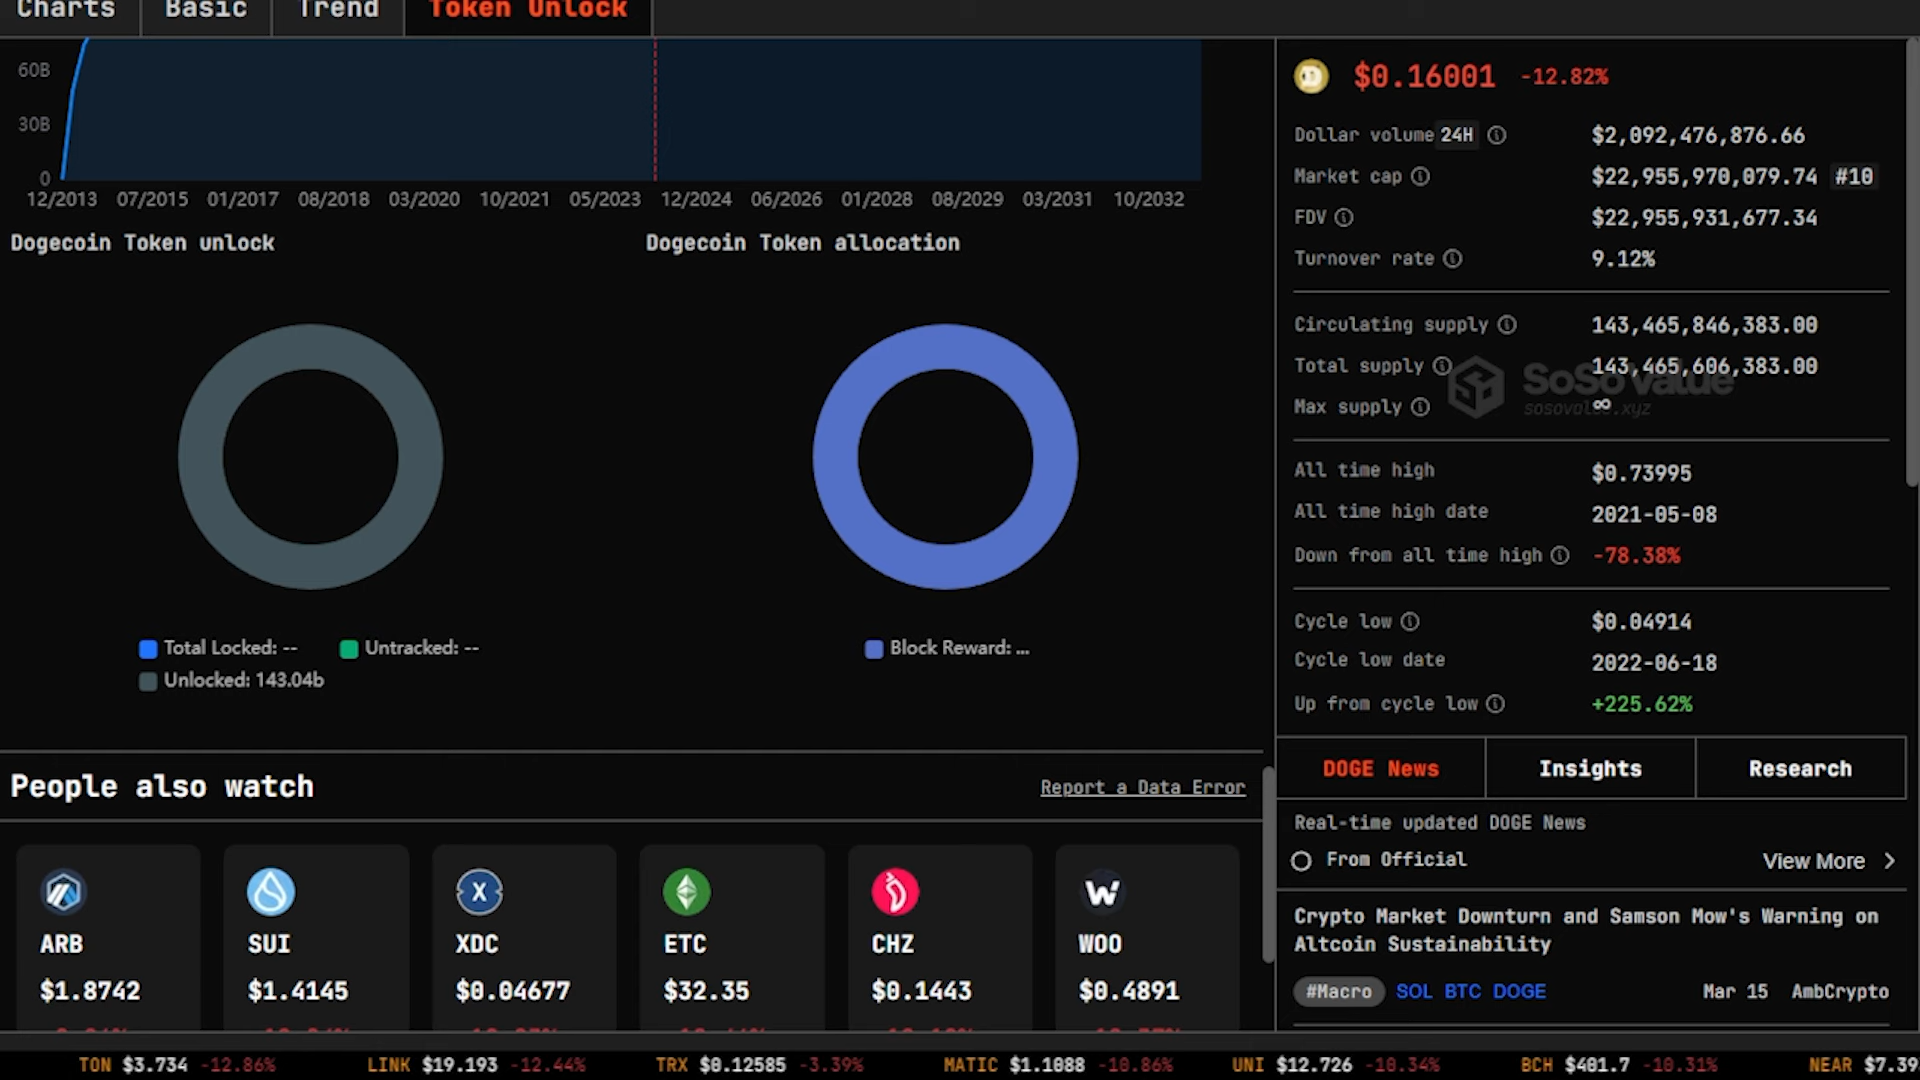 Charts Basic Trend Token Unlock
60B
30B
0
12/2013 07/2015 01/2017 08/2018 03/2020 10/2021 05/2023 12/2024 06/2026 01/2028 08/2029 03/2031 10/2032
Dogecoin Token unlock
Dogecoin Token allocation
Total Locked: -- Untracked: --
Unlocked: 143.04b
Block Reward: ...
People also watch
Report a Data Error
ARB
$1.8742
SUI
$1.4145
XDC
$0.04677
ETC
$32.35
CHZ
$0.1443
WOO
$0.4891
$0.16001 -12.82%
Dollar volume 24H $2,092,476,876.66
Market cap $22,955,970,079.74 #10
FDV $22,955,931,677.34
Turnover rate 9.12%
Circulating supply 143,465,846,383.00
Total supply 143,465,606,383.00
Max supply ∞
SoSo Value
All time high $0.73995
All time high date 2021-05-08
Down from all time high -78.38%
Cycle low $0.04914
Cycle low date 2022-06-18
Up from cycle low +225.62%
DOGE News Insights Research
Real-time updated DOGE News
From Official View More
Crypto Market Downturn and Samson Mow's Warning on
Altcoin Sustainability
#Macro SOL BTC DOGE Mar 15 AmbCrypto
TON $3.734 -12.86% LINK $19.193 -12.44% TRX $0.12585 -3.39% MATIC $1.1088 -10.86% UNI $12.726 -10.34% BCH $401.7 -10.31% NEAR $7.39